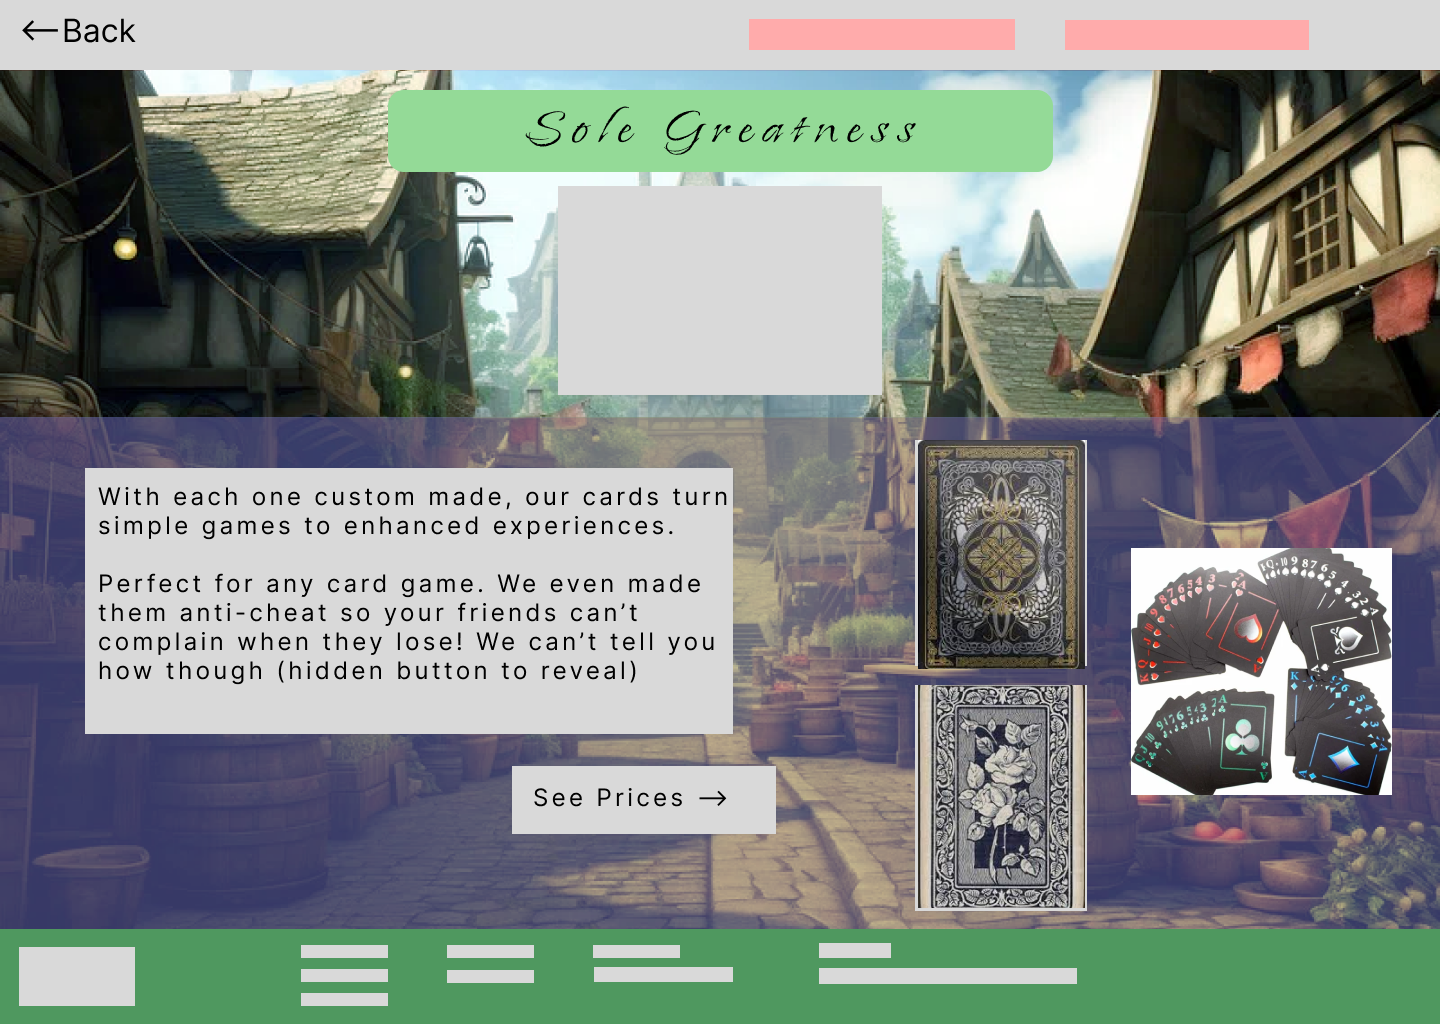 ←Back
Sole Greatness
With each one custom made, our cards turn
simple games to enhanced experiences.
Perfect for any card game. We even made
them anti-cheat so your friends can’t
complain when they lose! We can’t tell you
how though (hidden button to reveal)
See Prices →